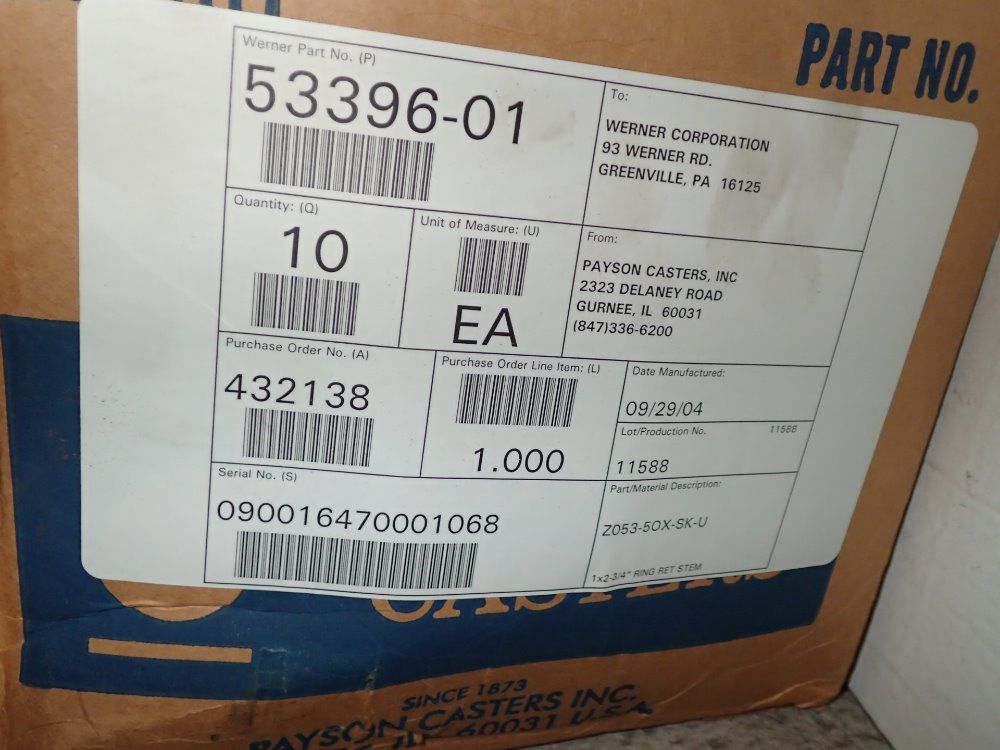 PART NO.
Werner Part No. (P)
53396-01
To:
WERNER CORPORATION
93 WERNER RD.
GREENVILLE, PA 16125
Quantity: (Q)
10
Unit of Measure: (U)
EA
From:
PAYSON CASTERS, INC
2323 DELANEY ROAD
GURNEE, IL 60031
(847)336-6200
Purchase Order No. (A)
432138
Purchase Order Line Item: (L)
1.000
Date Manufactured:
09/29/04
Lot/Production No. 11588
11588
Serial No. (S)
090016470001068
Part/Material Description:
Z053-5OX-SK-U
1x2-3/4" RING RET STEM
CASTERS
SINCE 1873
PAYSON CASTERS INC.
60031 U.S.A.